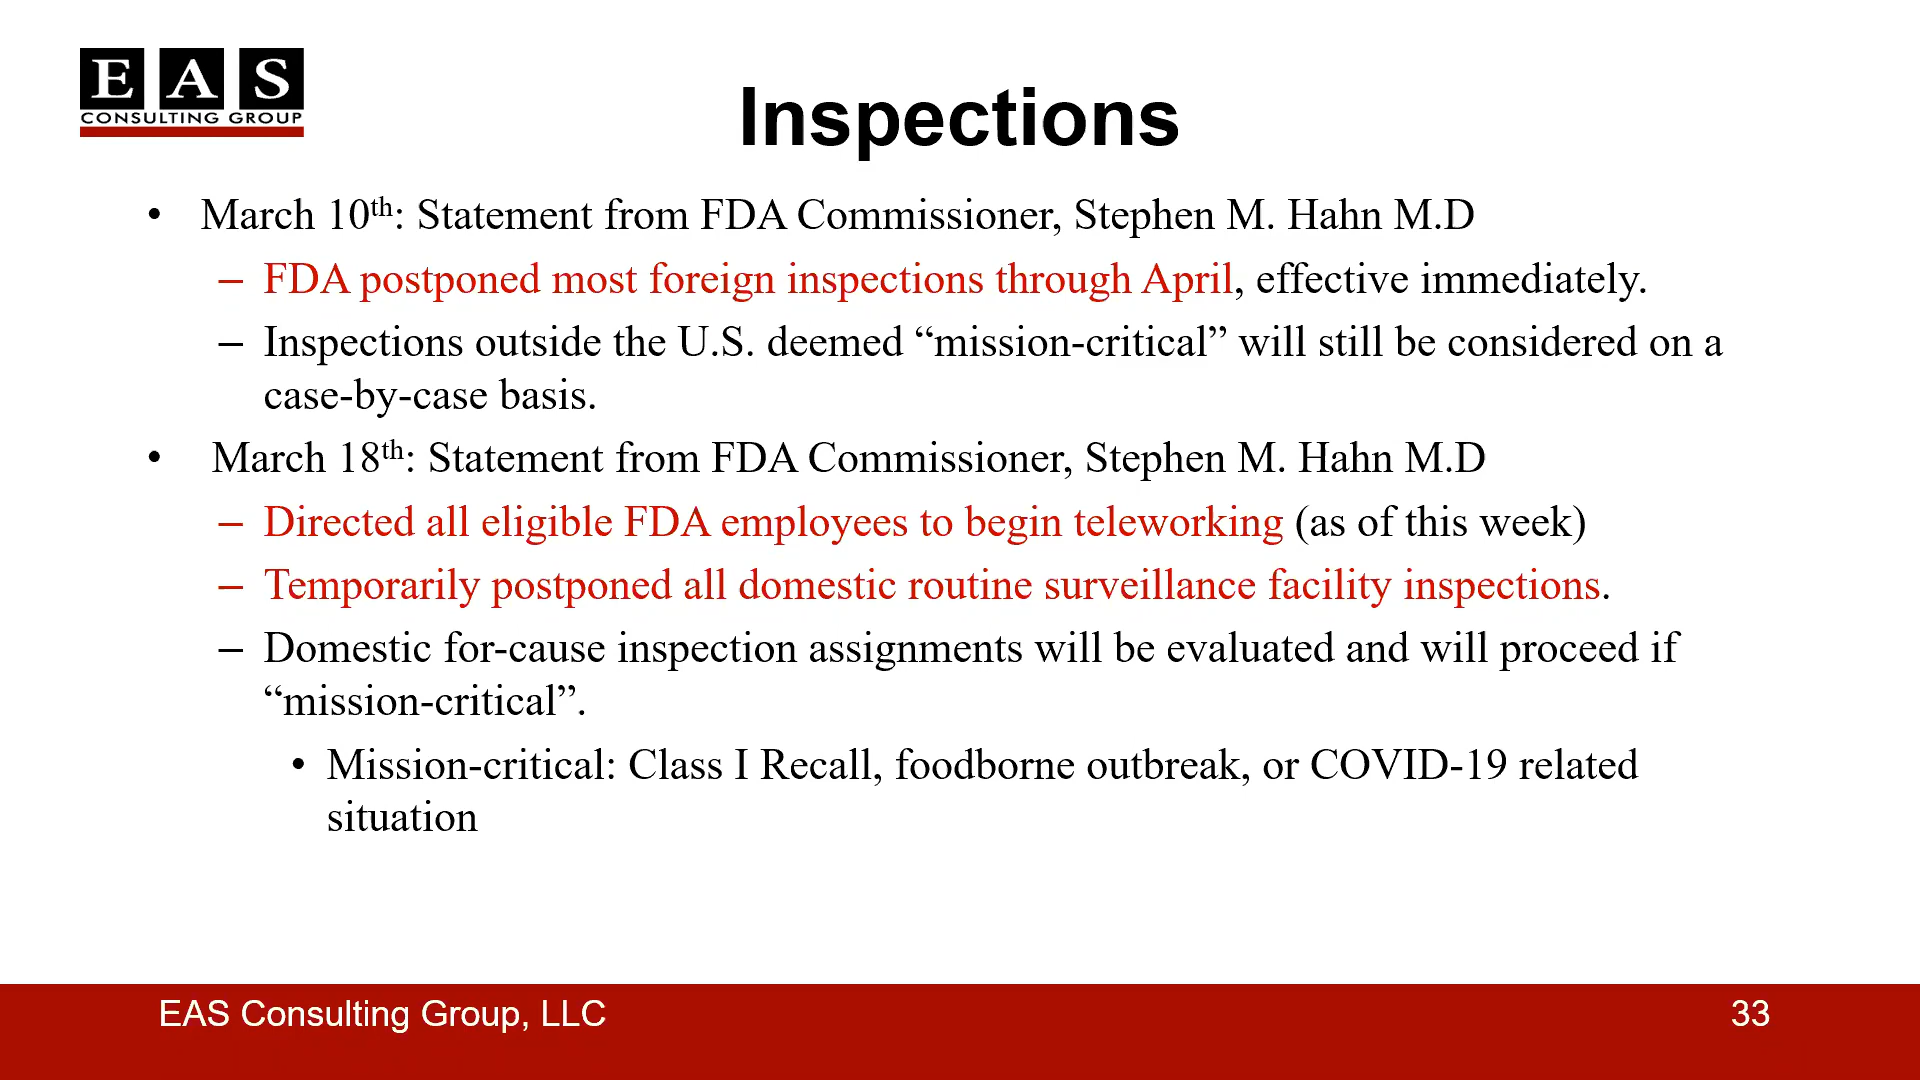 EAS
CONSULTING GROUP
Inspections
• March 10th: Statement from FDA Commissioner, Stephen M. Hahn M.D
– FDA postponed most foreign inspections through April, effective immediately.
– Inspections outside the U.S. deemed “mission-critical” will still be considered on a
case-by-case basis.
• March 18th: Statement from FDA Commissioner, Stephen M. Hahn M.D
– Directed all eligible FDA employees to begin teleworking (as of this week)
– Temporarily postponed all domestic routine surveillance facility inspections.
– Domestic for-cause inspection assignments will be evaluated and will proceed if
“mission-critical”.
• Mission-critical: Class I Recall, foodborne outbreak, or COVID-19 related
situation
EAS Consulting Group, LLC
33